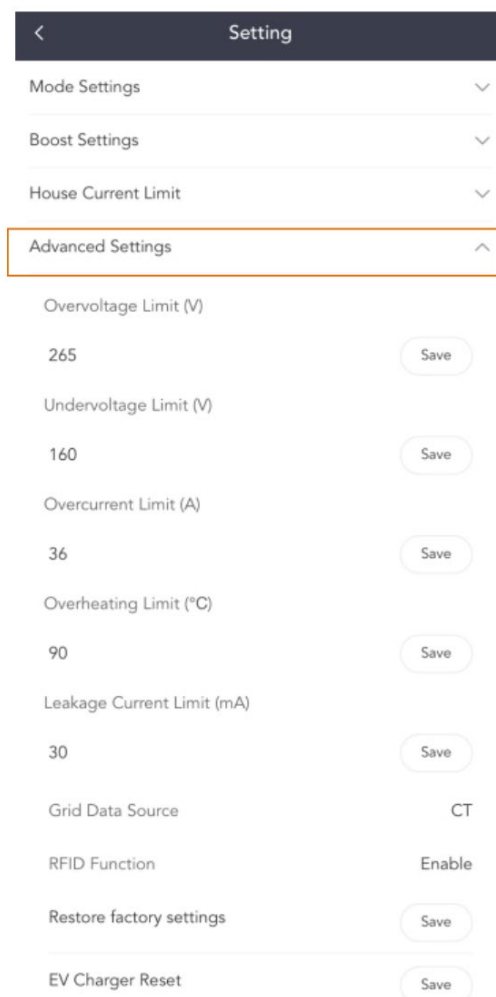 Setting
Mode Settings
Boost Settings
House Current Limit
Advanced Settings
Overvoltage Limit (V)
265 Save
Undervoltage Limit (V)
160 Save
Overcurrent Limit (A)
36 Save
Overheating Limit (°C)
90 Save
Leakage Current Limit (mA)
30 Save
Grid Data Source CT
RFID Function Enable
Restore factory settings Save
EV Charger Reset Save